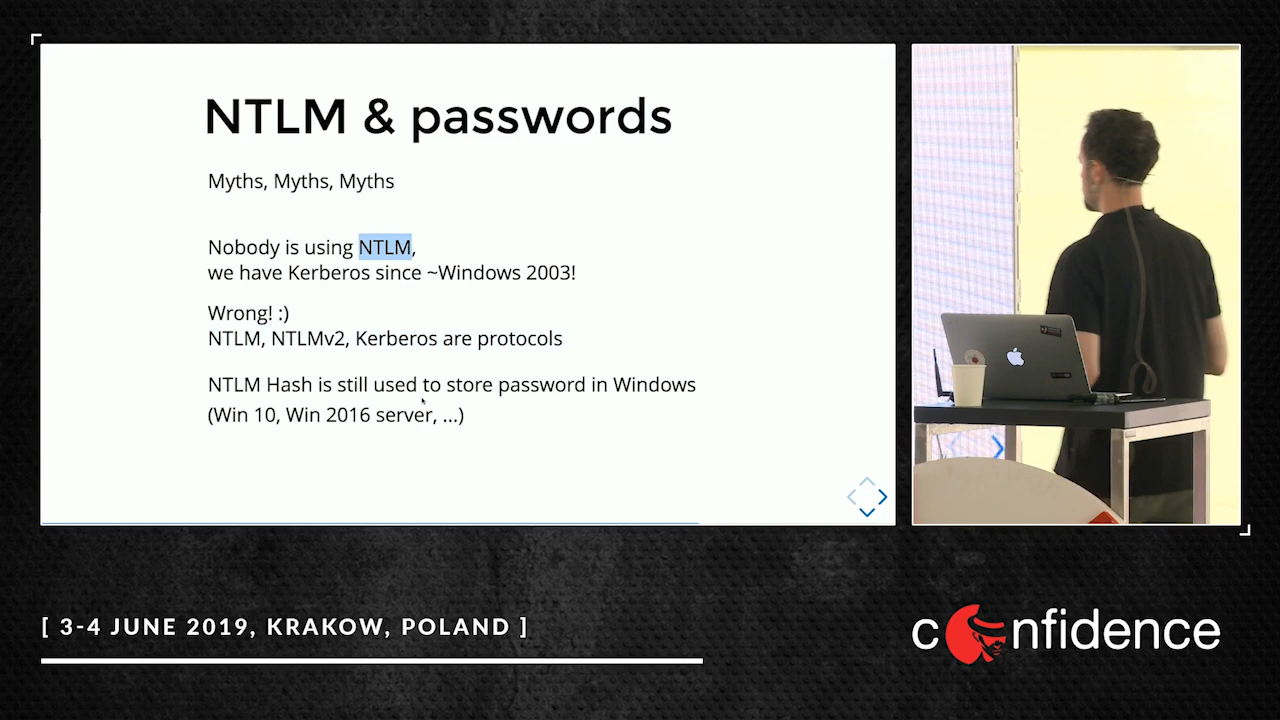 NTLM & passwords
Myths, Myths, Myths
Nobody is using NTLM,
we have Kerberos since ~Windows 2003!
Wrong! :)
NTLM, NTLMv2, Kerberos are protocols
NTLM Hash is still used to store password in Windows
(Win 10, Win 2016 server, ...)
[ 3-4 JUNE 2019, KRAKOW, POLAND ]
confidence